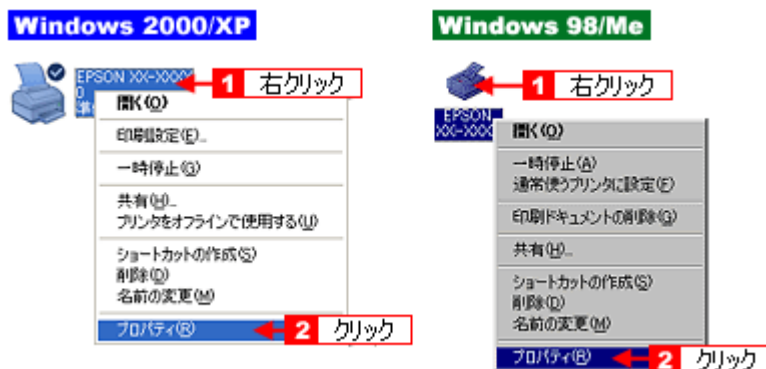 Windows 2000/XP
EPSON XX-XXXX
0
1 右クリック
開く(O)
印刷設定(E)...
一時停止(G)
共有(H)...
プリンタをオフラインで使用する(U)
ショートカットの作成(S)
削除(D)
名前の変更(M)
プロパティ(R)
2 クリック
Windows 98/Me
1 右クリック
EPSON
XX-XXX
開く(O)
一時停止(A)
通常使うプリンタに設定(F)
印刷ドキュメントの削除(G)
共有(H)...
ショートカットの作成(S)
削除(D)
名前の変更(M)
プロパティ(R)
2 クリック